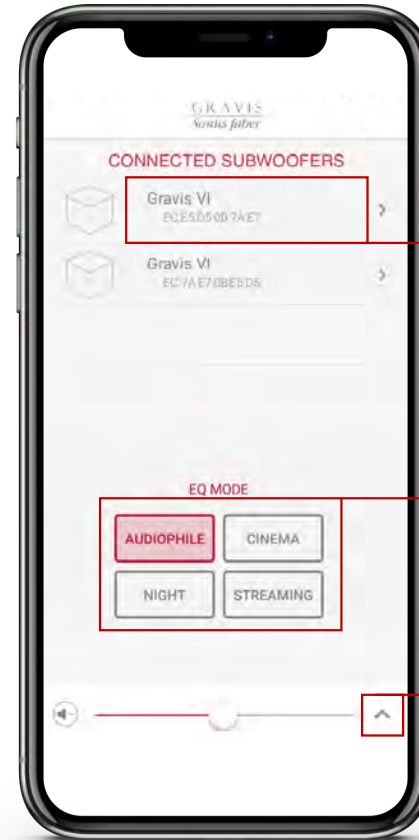 GRAVIS
Sonus faber
CONNECTED SUBWOOFERS
Gravis VI
Gravis VI
EQ MODE
AUDIOPHILE
CINEMA
NIGHT
STREAMING